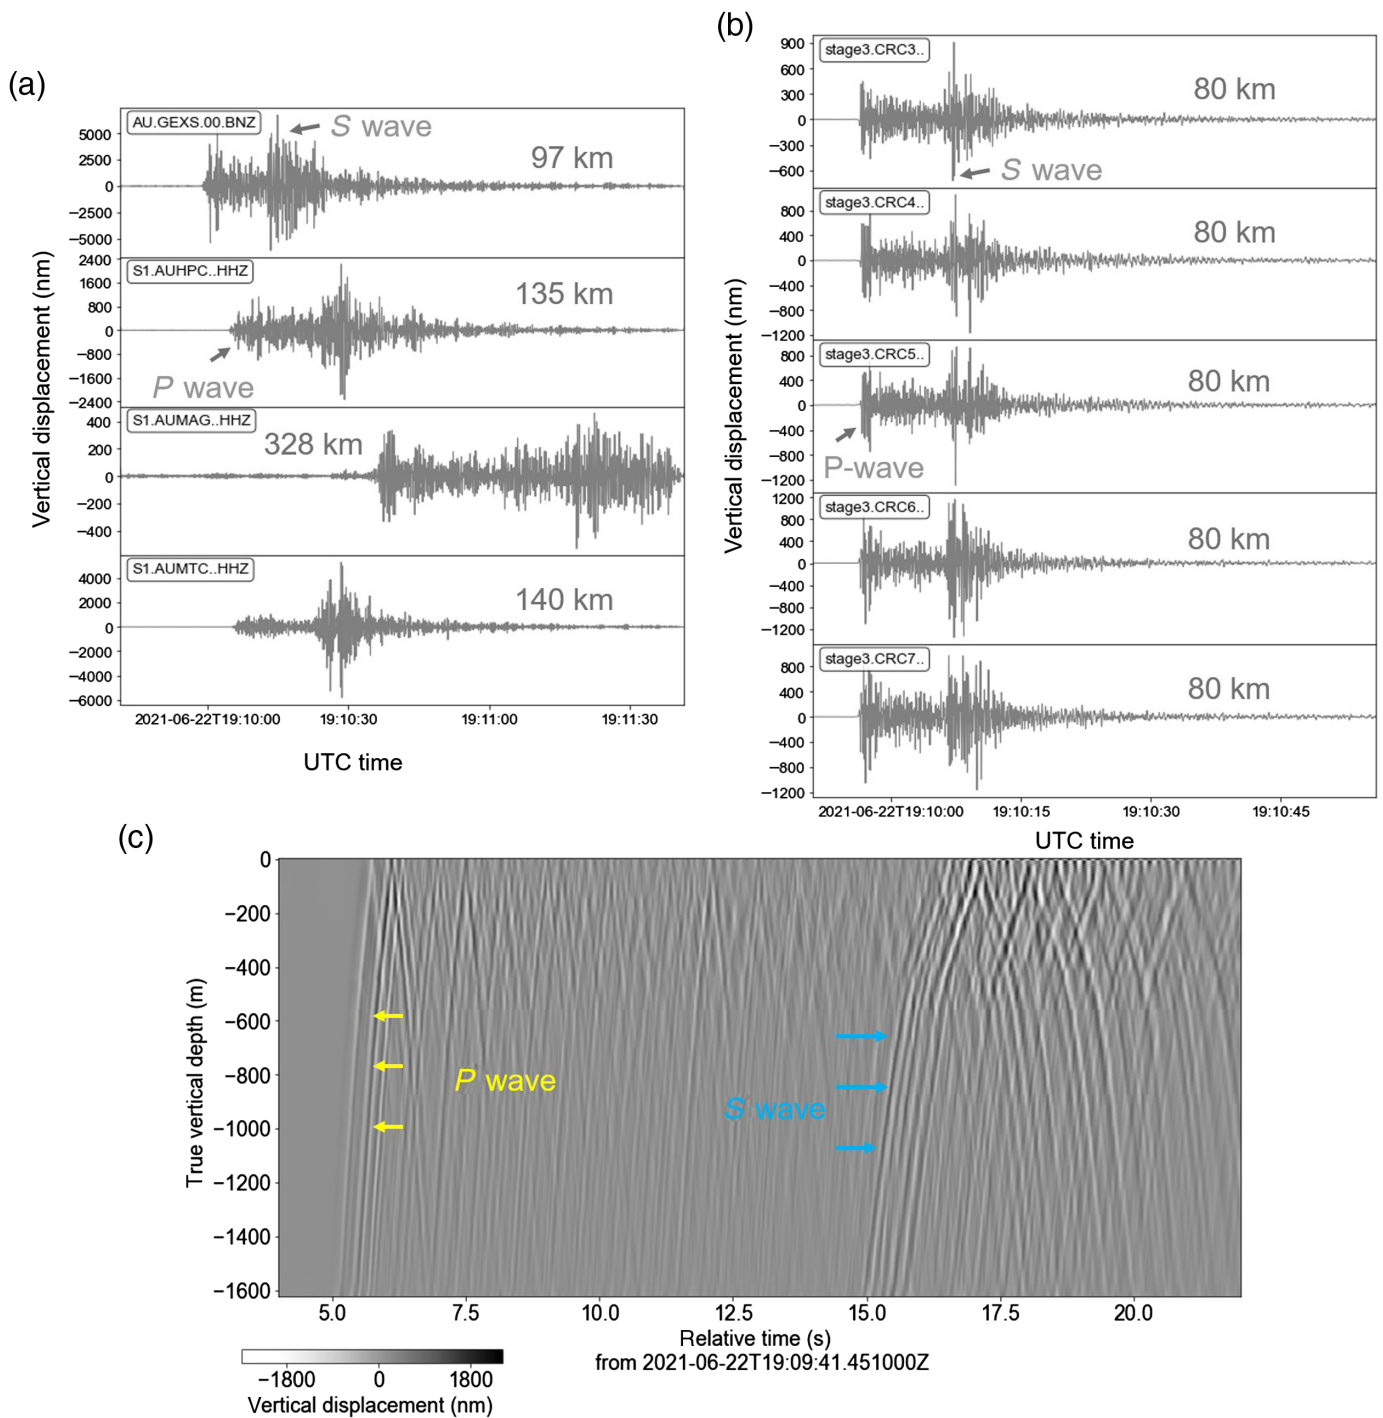 (a)
AU.GEXS.00.BNZ
S wave
97 km
5000
2500
0
−2500
−5000
S1.AUHPC..HHZ
135 km
P wave
2400
1600
800
0
−800
−1600
−2400
S1.AUMAG..HHZ
328 km
400
200
0
−200
−400
S1.AUMTC..HHZ
140 km
4000
2000
0
−2000
−4000
−6000
Vertical displacement (nm)
2021-06-22T19:10:00 19:10:30 19:11:00 19:11:30
UTC time
(b)
stage3.CRC3..
80 km
S wave
900
600
300
0
−300
−600
stage3.CRC4..
80 km
800
400
0
−400
−800
−1200
stage3.CRC5..
80 km
P-wave
800
400
0
−400
−800
−1200
stage3.CRC6..
80 km
1200
800
400
0
−400
−800
−1200
stage3.CRC7..
80 km
800
400
0
−400
−800
−1200
Vertical displacement (nm)
2021-06-22T19:10:00 19:10:15 19:10:30 19:10:45
UTC time
(c)
0
−200
−400
−600
−800
−1000
−1200
−1400
−1600
True vertical depth (m)
P wave
S wave
5.0 7.5 10.0 12.5 15.0 17.5 20.0
Relative time (s)
from 2021-06-22T19:09:41.451000Z
−1800 0 1800
Vertical displacement (nm)